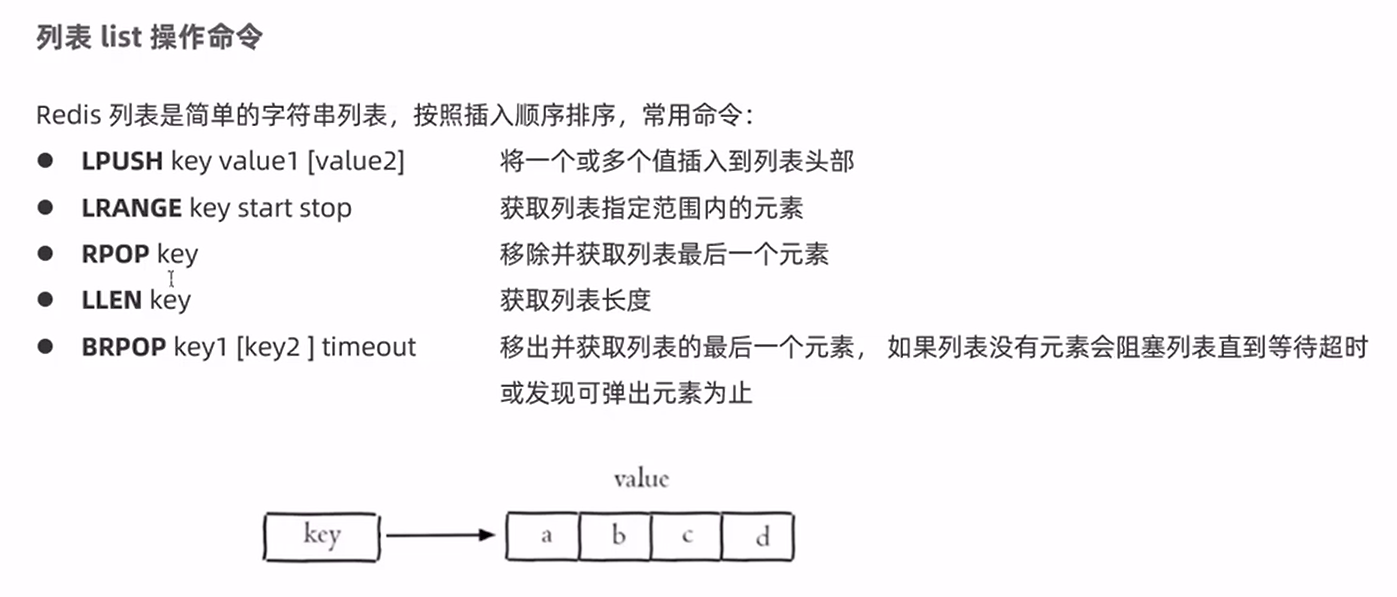 列表 list 操作命令
Redis 列表是简单的字符串列表，按照插入顺序排序，常用命令：
● LPUSH key value1 [value2] 将一个或多个值插入到列表头部
● LRANGE key start stop 获取列表指定范围内的元素
● RPOP key 移除并获取列表最后一个元素
● LLEN key 获取列表长度
● BRPOP key1 [key2 ] timeout 移出并获取列表的最后一个元素， 如果列表没有元素会阻塞列表直到等待超时
或发现可弹出元素为止
value
key a b c d